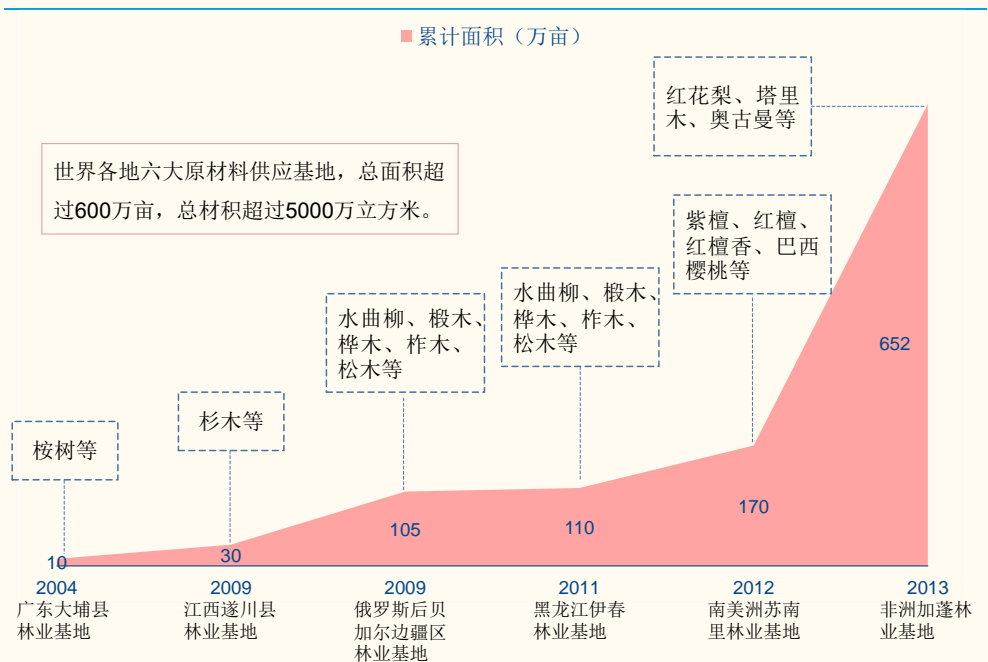 累计面积（万亩）
红花梨、塔里
木、奥古曼等
世界各地六大原材料供应基地，总面积超
过600万亩，总材积超过5000万立方米。
紫檀、红檀、
红檀香、巴西
樱桃等
水曲柳、椴木、
桦木、柞木、
松木等
水曲柳、椴木、
桦木、柞木、
松木等
杉木等
桉树等
10
30
105
110
170
652
2004
广东大埔县
林业基地
2009
江西遂川县
林业基地
2009
俄罗斯后贝
加尔边疆区
林业基地
2011
黑龙江伊春
林业基地
2012
南美洲苏南
里林业基地
2013
非洲加蓬林
业基地